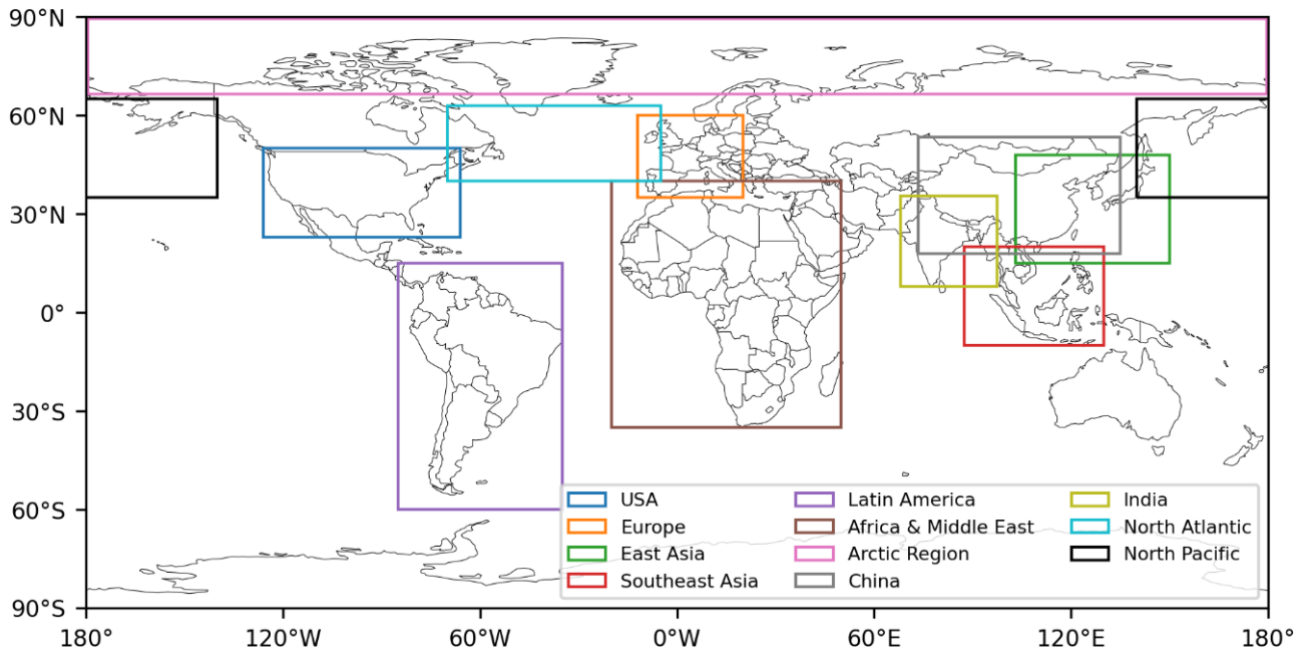 90°N
60°N
30°N
0°
30°S
60°S
90°S
180°
120°W
60°W
0°W
60°E
120°E
180°
USA
Europe
East Asia
Southeast Asia
Latin America
Africa & Middle East
Arctic Region
China
India
North Atlantic
North Pacific